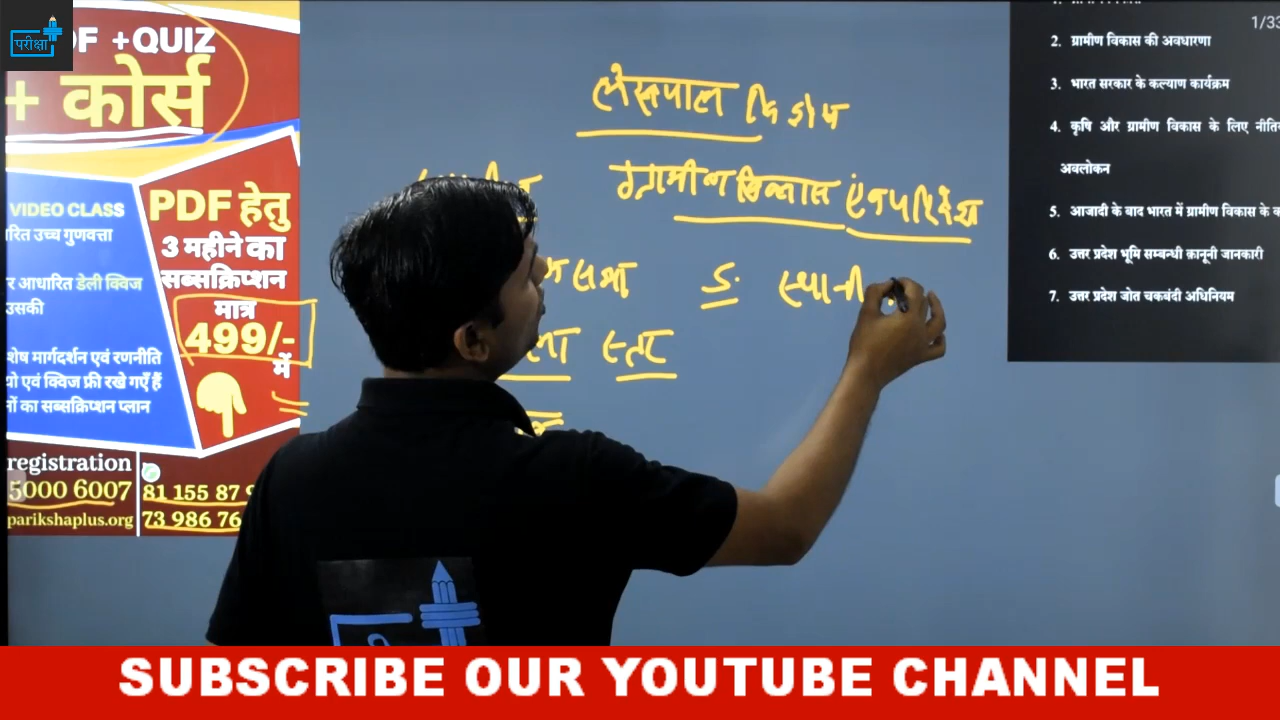 परीक्षा
+QUIZ
+ कोर्स
VIDEO CLASS
उच्च गुणवत्ता
आधारित डेली क्विज
उसकी
मार्गदर्शन एवं रणनीति
एवं क्विज फ्री रखे गएँ हैं
का सब्सक्रिप्शन प्लान
PDF हेतु
3 महीने का
सब्सक्रिप्शन
मात्र
499/-
में
registration
5000 6007
parikshaplus.org
81 155 87
73 986 76
लेखपाल विशेष
ग्रामीण विकास एंव परिवेश
ड. स्थानी
स्तर
1/33
2. ग्रामीण विकास की अवधारणा
3. भारत सरकार के कल्याण कार्यक्रम
4. कृषि और ग्रामीण विकास के लिए
अवलोकन
5. आजादी के बाद भारत में ग्रामीण विकास के
6. उत्तर प्रदेश भूमि सम्बन्धी क़ानूनी जानकारी
7. उत्तर प्रदेश जोत चकबंदी अधिनियम
SUBSCRIBE OUR YOUTUBE CHANNEL